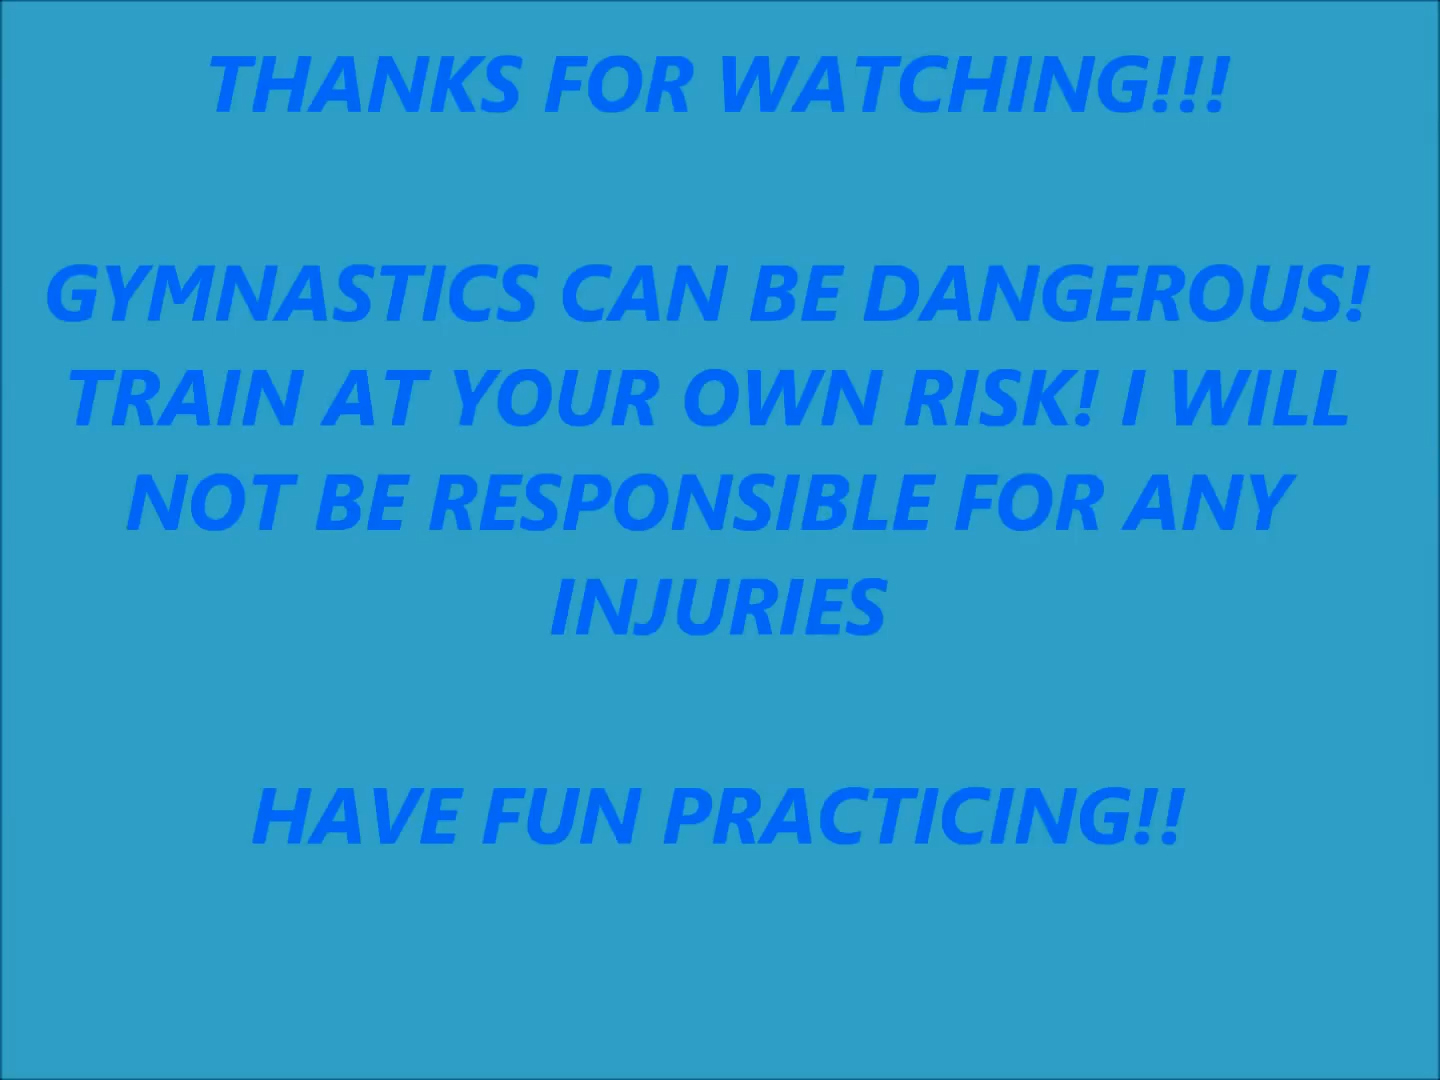 THANKS FOR WATCHING!!!
GYMNASTICS CAN BE DANGEROUS!
TRAIN AT YOUR OWN RISK! I WILL
NOT BE RESPONSIBLE FOR ANY
INJURIES
HAVE FUN PRACTICING!!